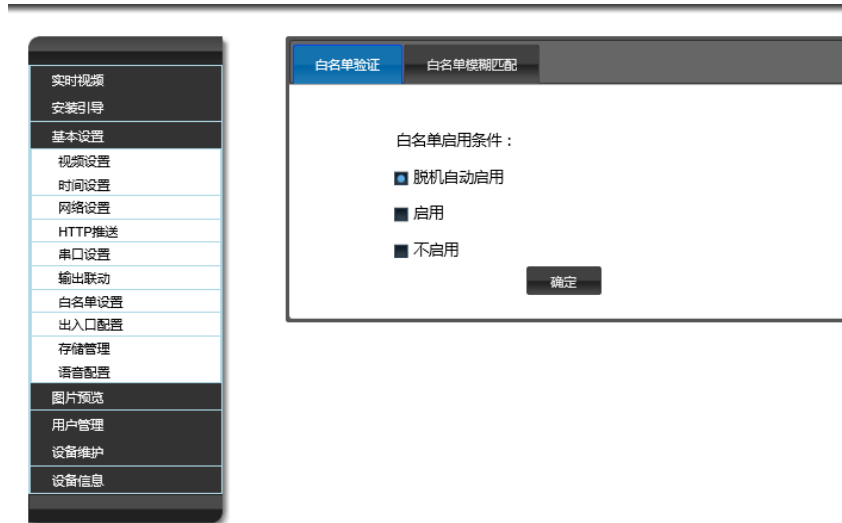 实时视频
安装引导
基本设置
视频设置
时间设置
网络设置
HTTP推送
串口设置
输出联动
白名单设置
出入口配置
存储管理
语音配置
图片预览
用户管理
设备维护
设备信息
白名单验证 白名单模糊匹配
白名单启用条件：
脱机自动启用
启用
不启用
确定